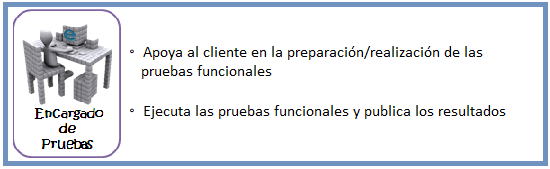 Encargado
de
Pruebas
° Apoya al cliente en la preparación/realización de las
pruebas funcionales
° Ejecuta las pruebas funcionales y publica los resultados